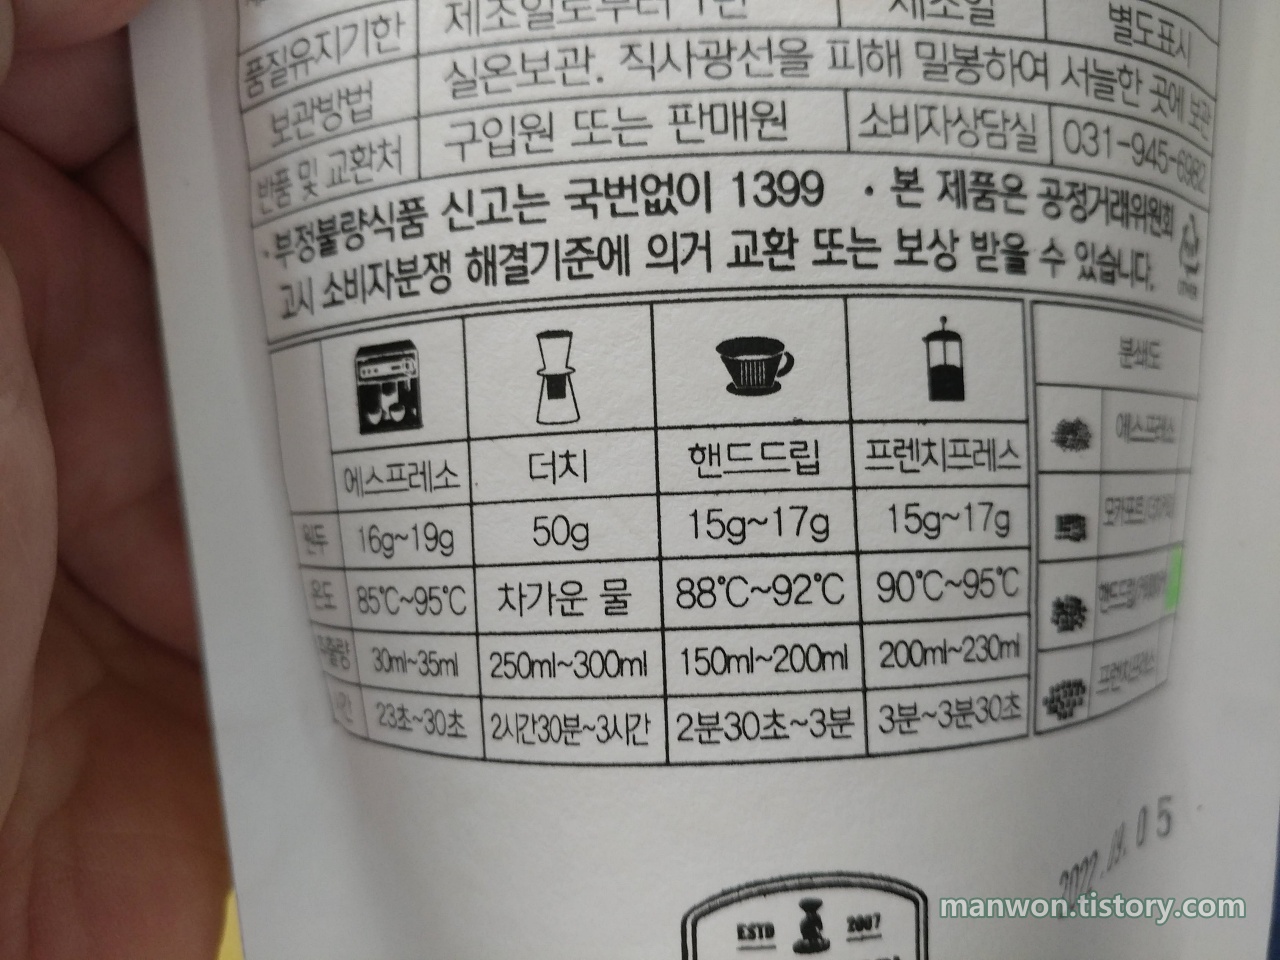 품질유지기한 제조일로부터 1년 제조일 별도표시
보관방법 실온보관. 직사광선을 피해 밀봉하여 서늘한 곳에 보관
반품 및 교환처 구입원 또는 판매원 소비자상담실 031-945-6982
· 부정불량식품 신고는 국번없이 1399 · 본 제품은 공정거래위원회
고시 소비자분쟁 해결기준에 의거 교환 또는 보상 받을 수 있습니다.
에스프레소 더치 핸드드립 프렌치프레스
원두 16g~19g 50g 15g~17g 15g~17g
온도 85℃~95℃ 차가운 물 88℃~92℃ 90℃~95℃
추출량 30ml~35ml 250ml~300ml 150ml~200ml 200ml~230ml
시간 23초~30초 2시간30분~3시간 2분30초~3분 3분~3분30초
분쇄도
에스프레소
모카포트
핸드드립
프렌치프레스
2022.09.05
ESTD 2007
manwon.tistory.com